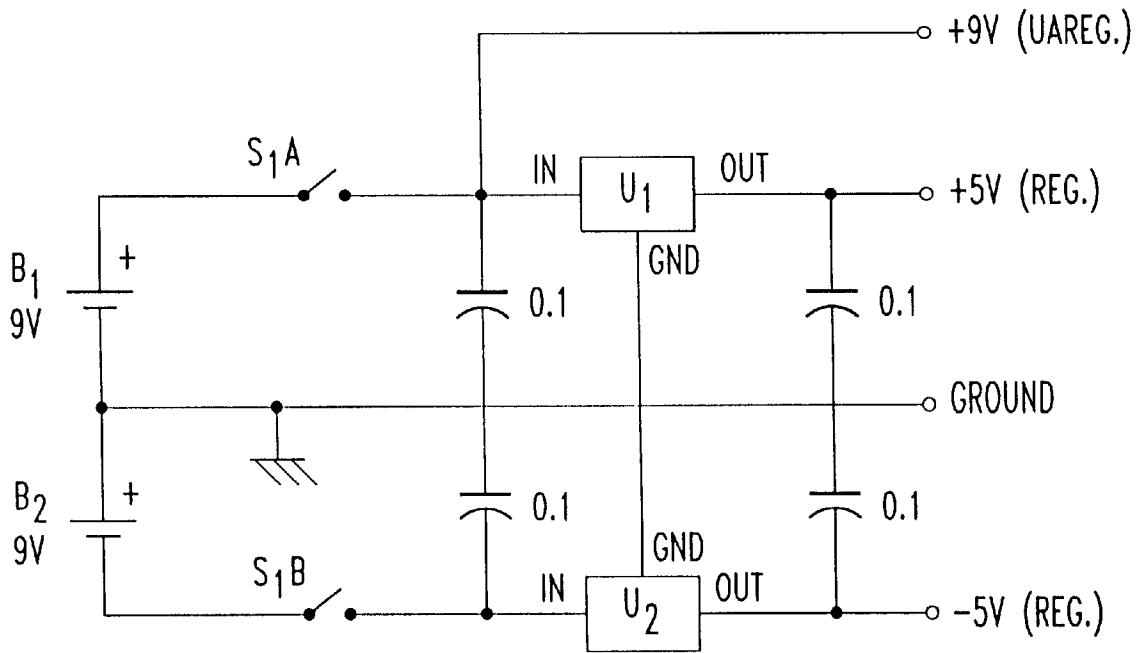 +9V (UAREG.)
S1A
IN
U1
OUT
+5V (REG.)
GND
B1
+
9V
0.1
0.1
GROUND
B2
+
9V
0.1
0.1
GND
S1B
IN
U2
OUT
-5V (REG.)